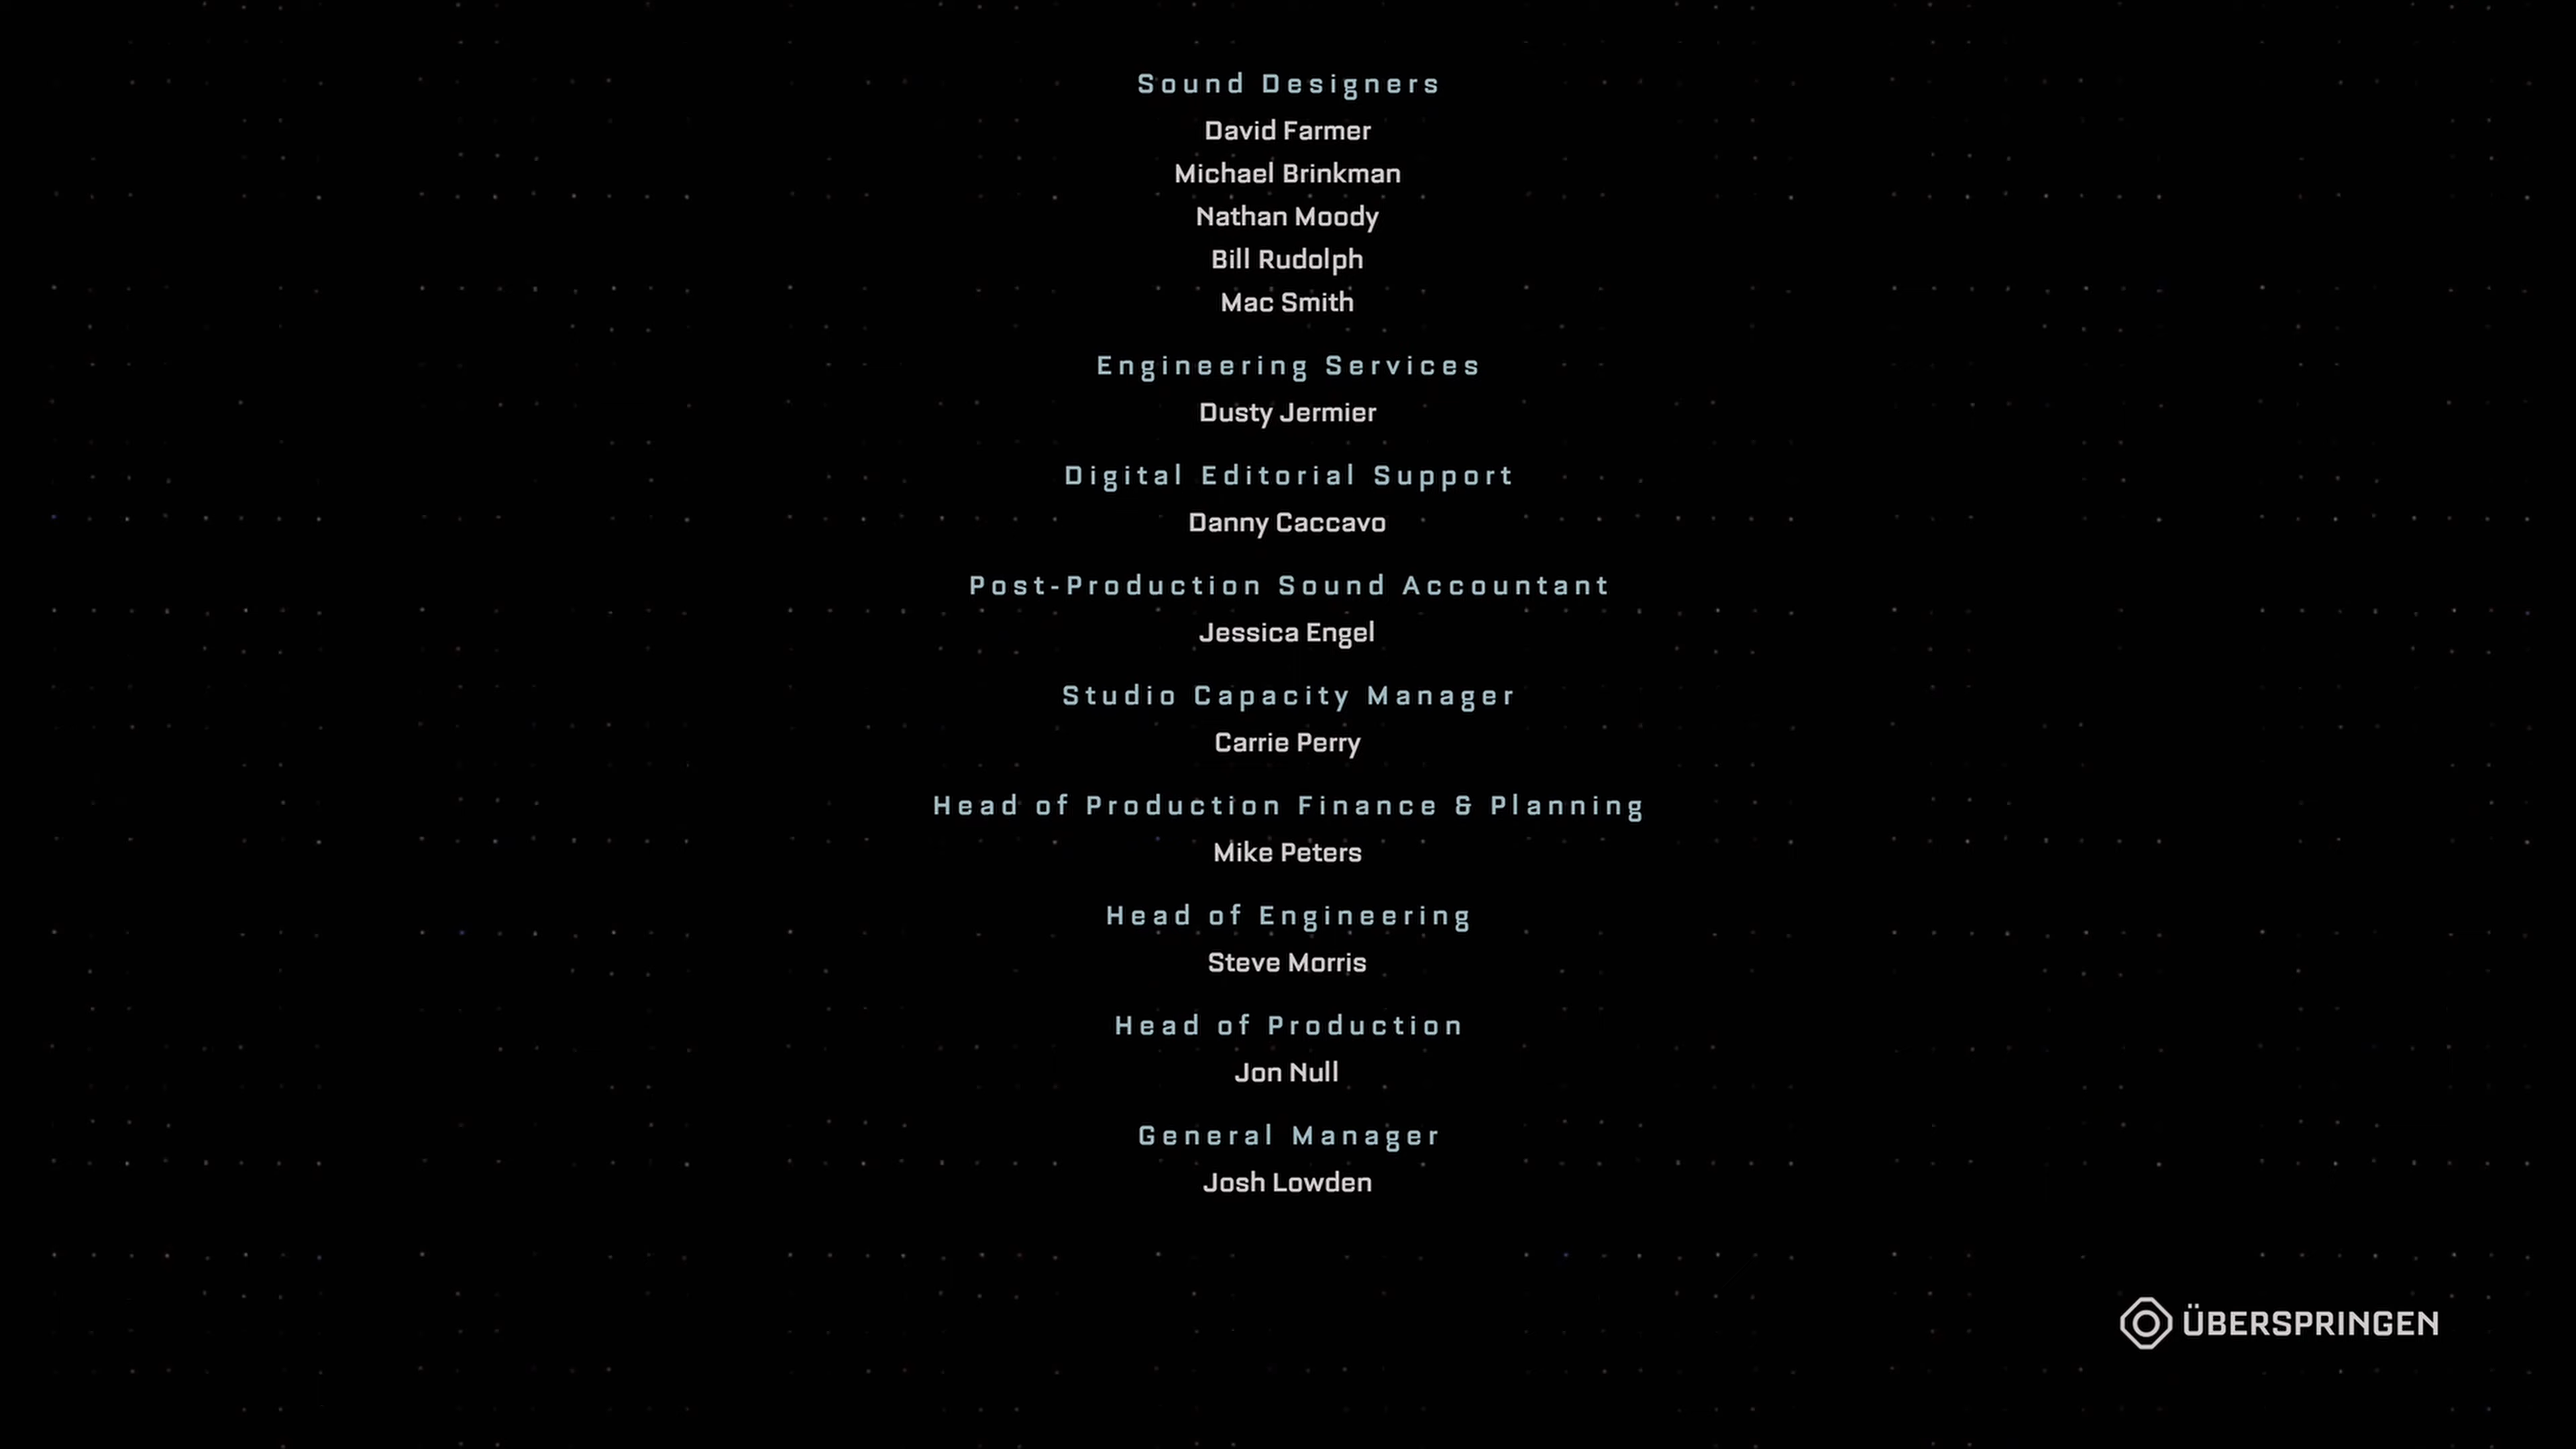 Sound Designers
David Farmer
Michael Brinkman
Nathan Moody
Bill Rudolph
Mac Smith
Engineering Services
Dusty Jermier
Digital Editorial Support
Danny Caccavo
Post-Production Sound Accountant
Jessica Engel
Studio Capacity Manager
Carrie Perry
Head of Production Finance & Planning
Mike Peters
Head of Engineering
Steve Morris
Head of Production
Jon Null
General Manager
Josh Lowden
ÜBERSPRINGEN